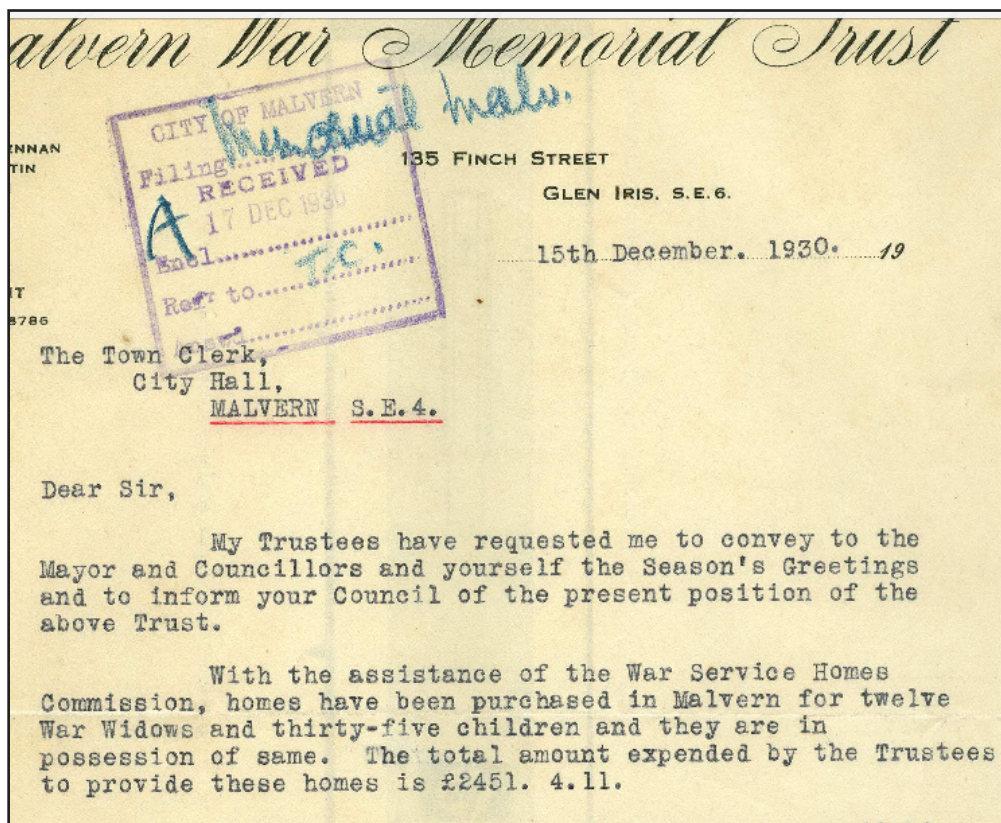 alvern War Memorial Trust
CITY OF MALVERN
Memorial Malv.
Filing
RECEIVED
17 DEC 1930
A
Encl
T.C.
Ref to
Answd
ENNAN
TIN
135 FINCH STREET
GLEN IRIS. S.E.6.
15th December. 1930. 19
IT
8786
The Town Clerk,
City Hall,
MALVERN S.E.4.
Dear Sir,
My Trustees have requested me to convey to the
Mayor and Councillors and yourself the Season's Greetings
and to inform your Council of the present position of the
above Trust.
With the assistance of the War Service Homes
Commission, homes have been purchased in Malvern for twelve
War Widows and thirty-five children and they are in
possession of same. The total amount expended by the Trustees
to provide these homes is £2451. 4.11.